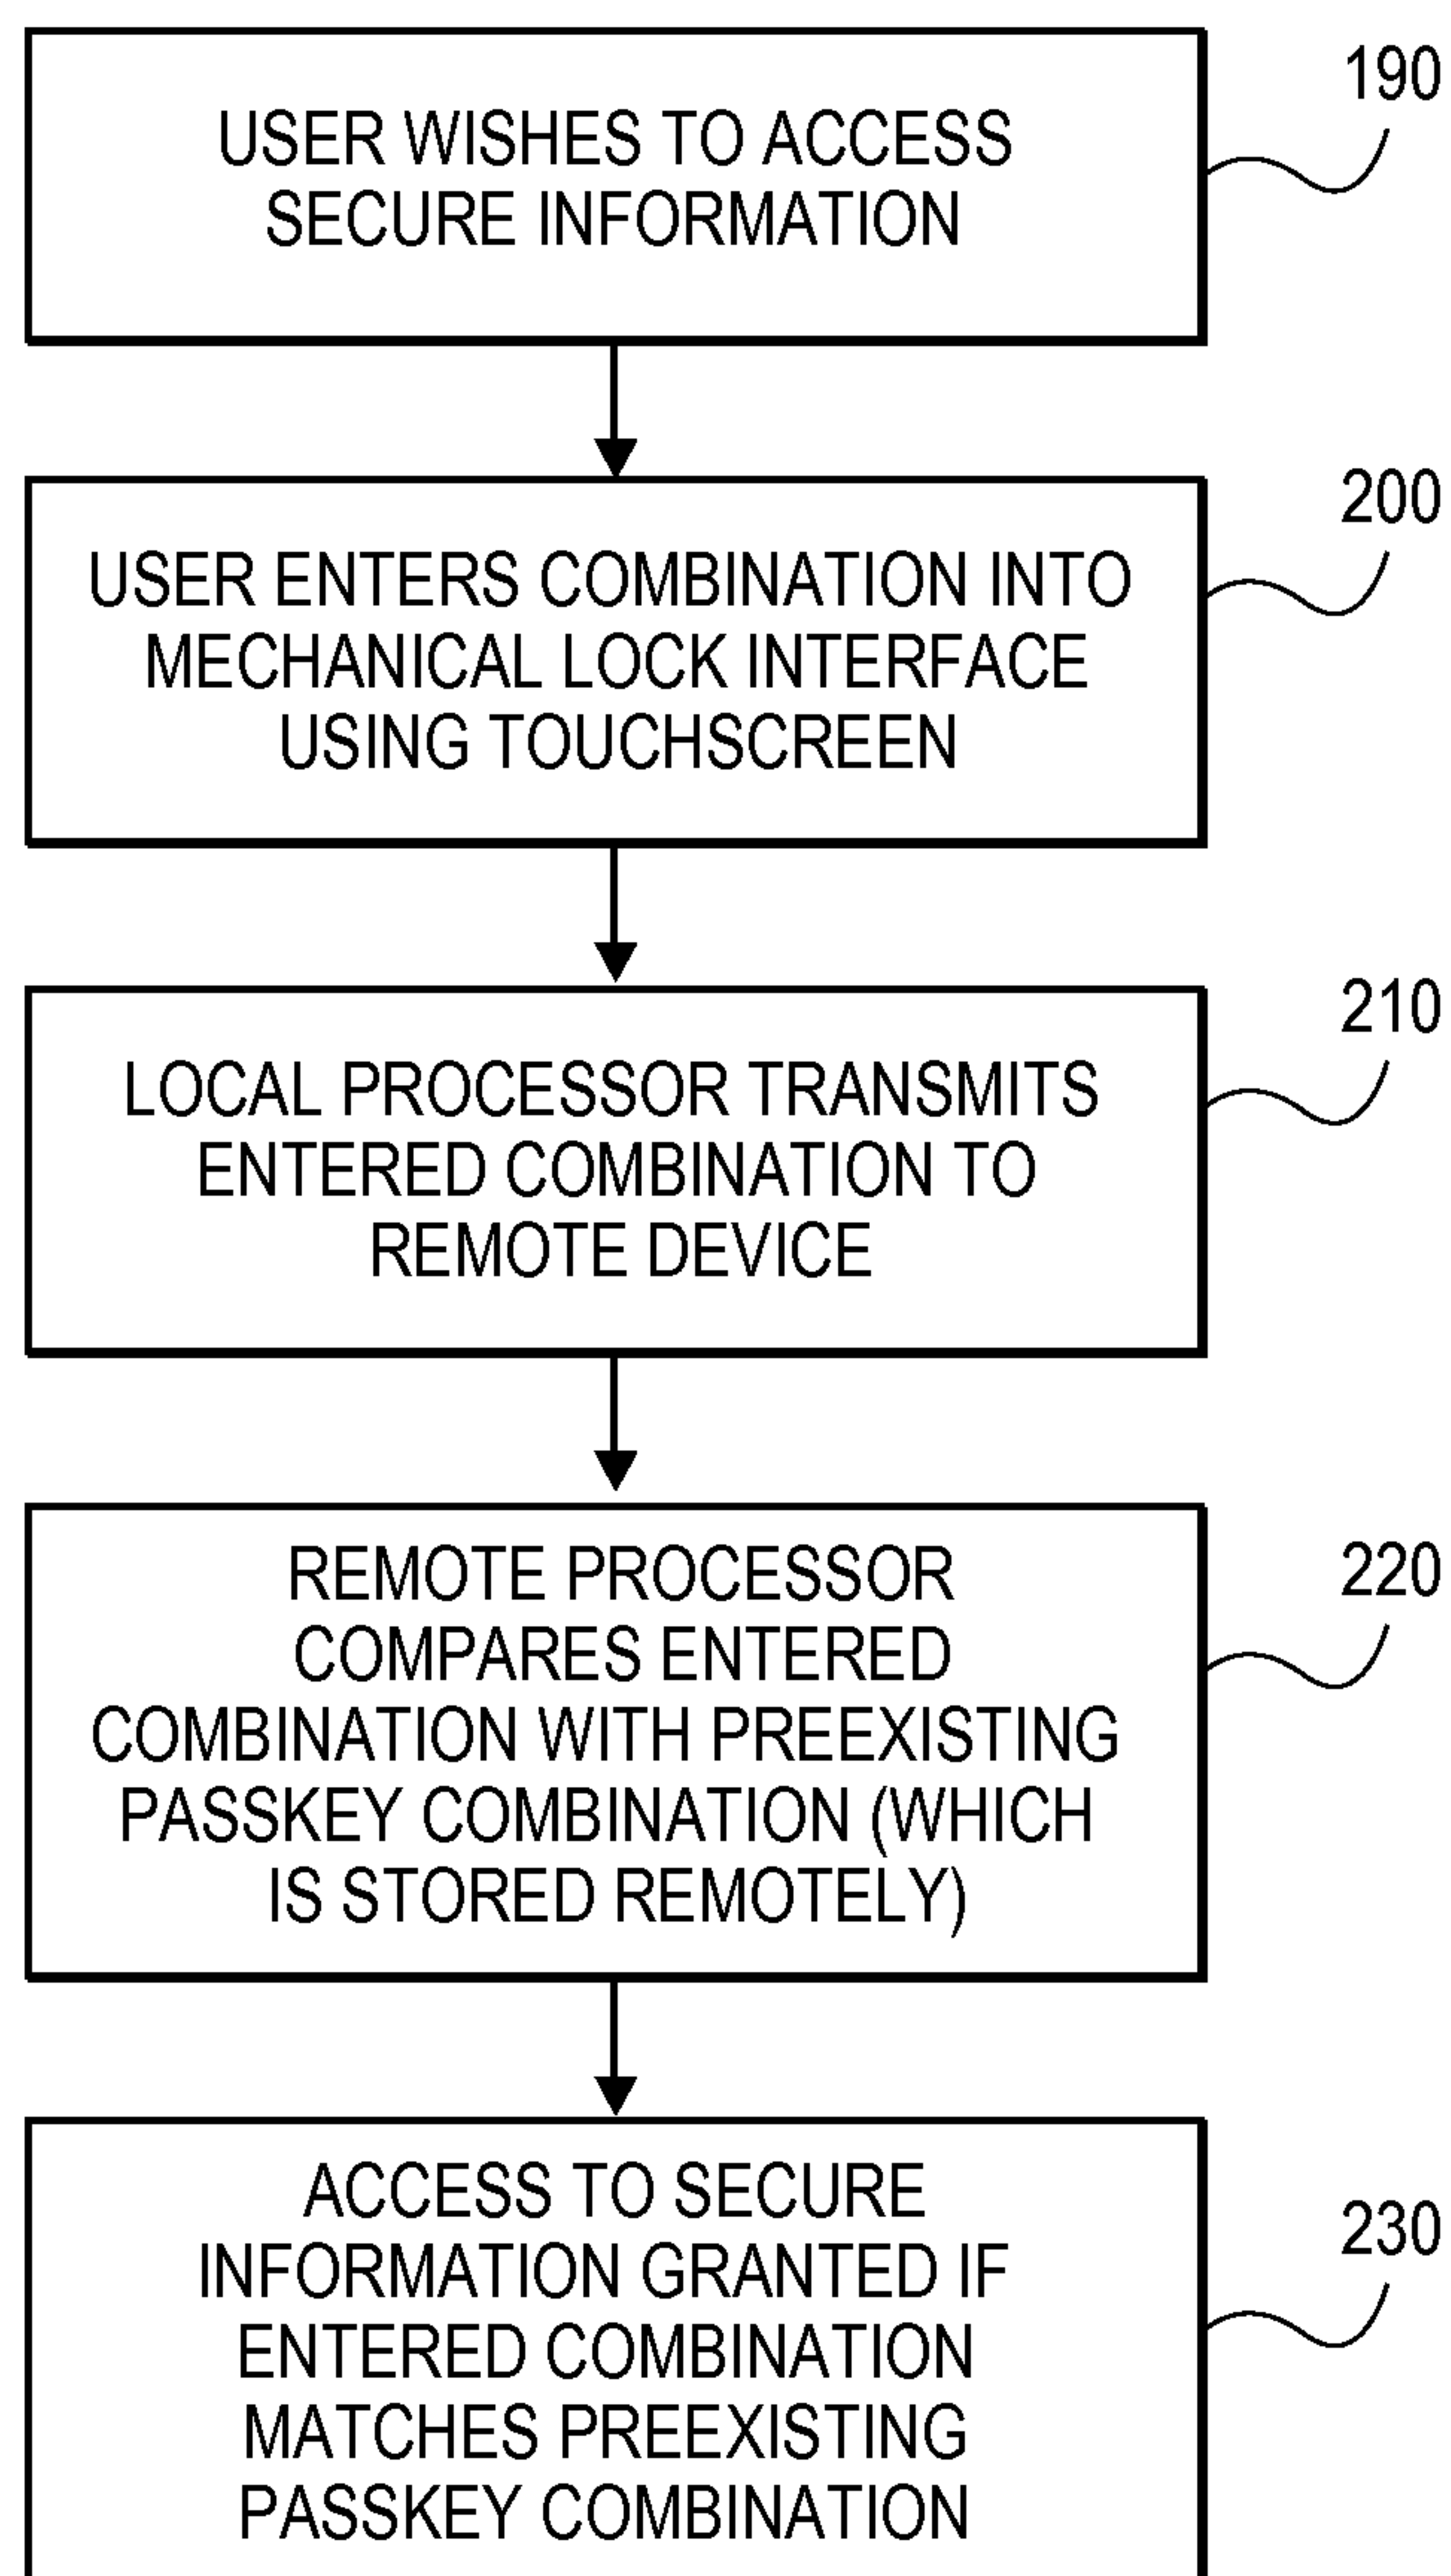 190
USER WISHES TO ACCESS
SECURE INFORMATION
200
USER ENTERS COMBINATION INTO
MECHANICAL LOCK INTERFACE
USING TOUCHSCREEN
210
LOCAL PROCESSOR TRANSMITS
ENTERED COMBINATION TO
REMOTE DEVICE
220
REMOTE PROCESSOR
COMPARES ENTERED
COMBINATION WITH PREEXISTING
PASSKEY COMBINATION (WHICH
IS STORED REMOTELY)
230
ACCESS TO SECURE
INFORMATION GRANTED IF
ENTERED COMBINATION
MATCHES PREEXISTING
PASSKEY COMBINATION